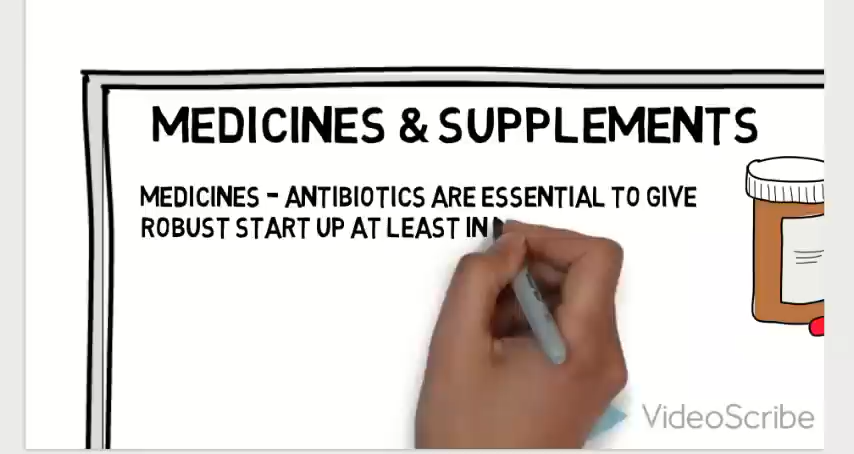 MEDICINES & SUPPLEMENTS
MEDICINES - ANTIBIOTICS ARE ESSENTIAL TO GIVE
ROBUST START UP AT LEAST IN
VideoScribe